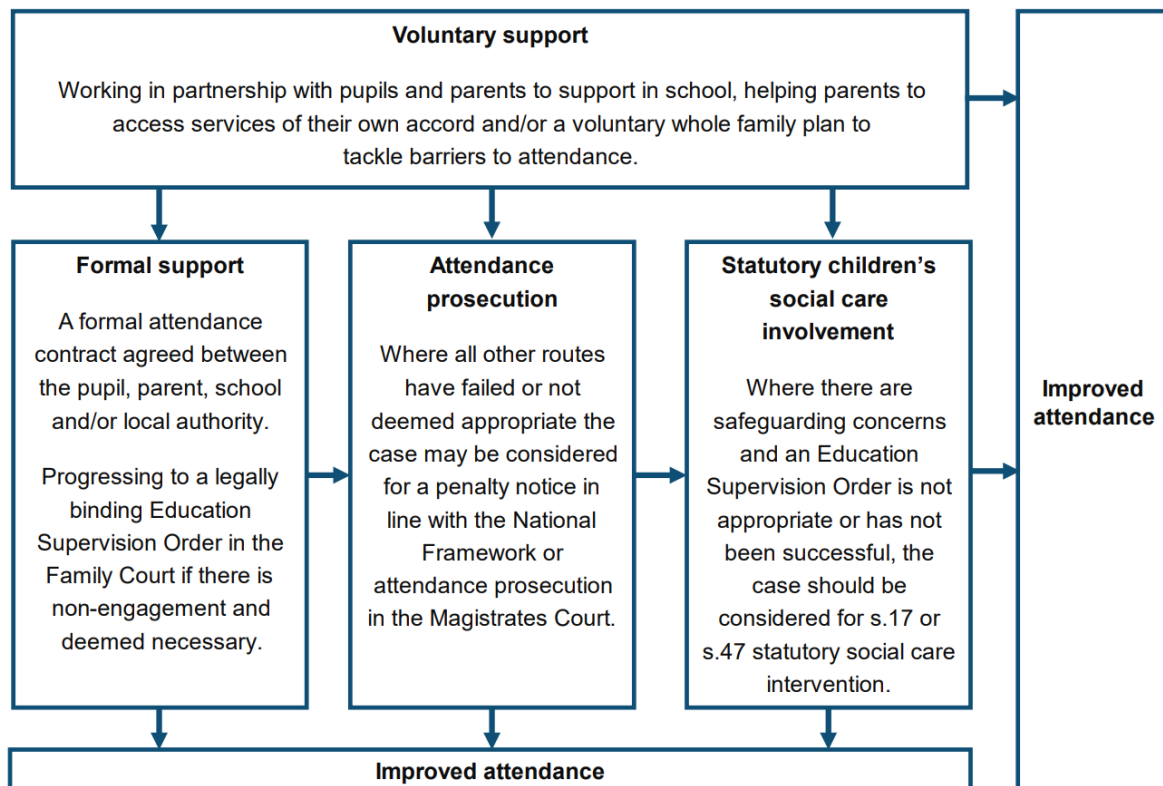 Voluntary support
Working in partnership with pupils and parents to support in school, helping parents to
access services of their own accord and/or a voluntary whole family plan to
tackle barriers to attendance.
Formal support
A formal attendance
contract agreed between
the pupil, parent, school
and/or local authority.
Progressing to a legally
binding Education
Supervision Order in the
Family Court if there is
non-engagement and
deemed necessary.
Attendance
prosecution
Where all other routes
have failed or not
deemed appropriate the
case may be considered
for a penalty notice in
line with the National
Framework or
attendance prosecution
in the Magistrates Court.
Statutory children’s
social care
involvement
Where there are
safeguarding concerns
and an Education
Supervision Order is not
appropriate or has not
been successful, the
case should be
considered for s.17 or
s.47 statutory social care
intervention.
Improved
attendance
Improved attendance